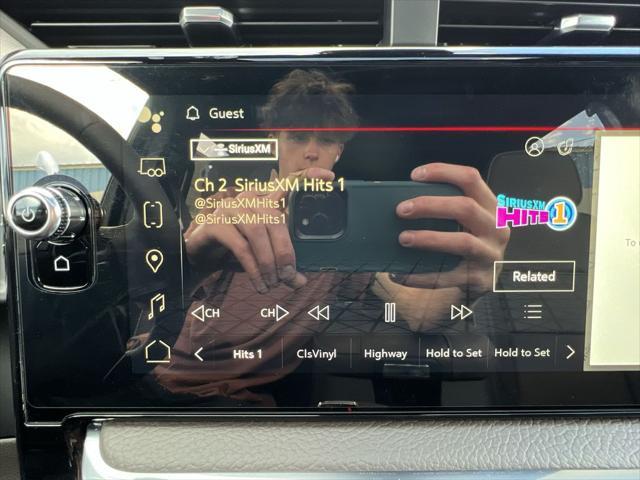 Guest
SiriusXM
Ch 2 SiriusXM Hits 1
@SiriusXMHits1
@SiriusXMHits1
SIRIUSXM
HITS 1
Related
CH
CH
Hits 1
ClsVinyl
Highway
Hold to Set
Hold to Set